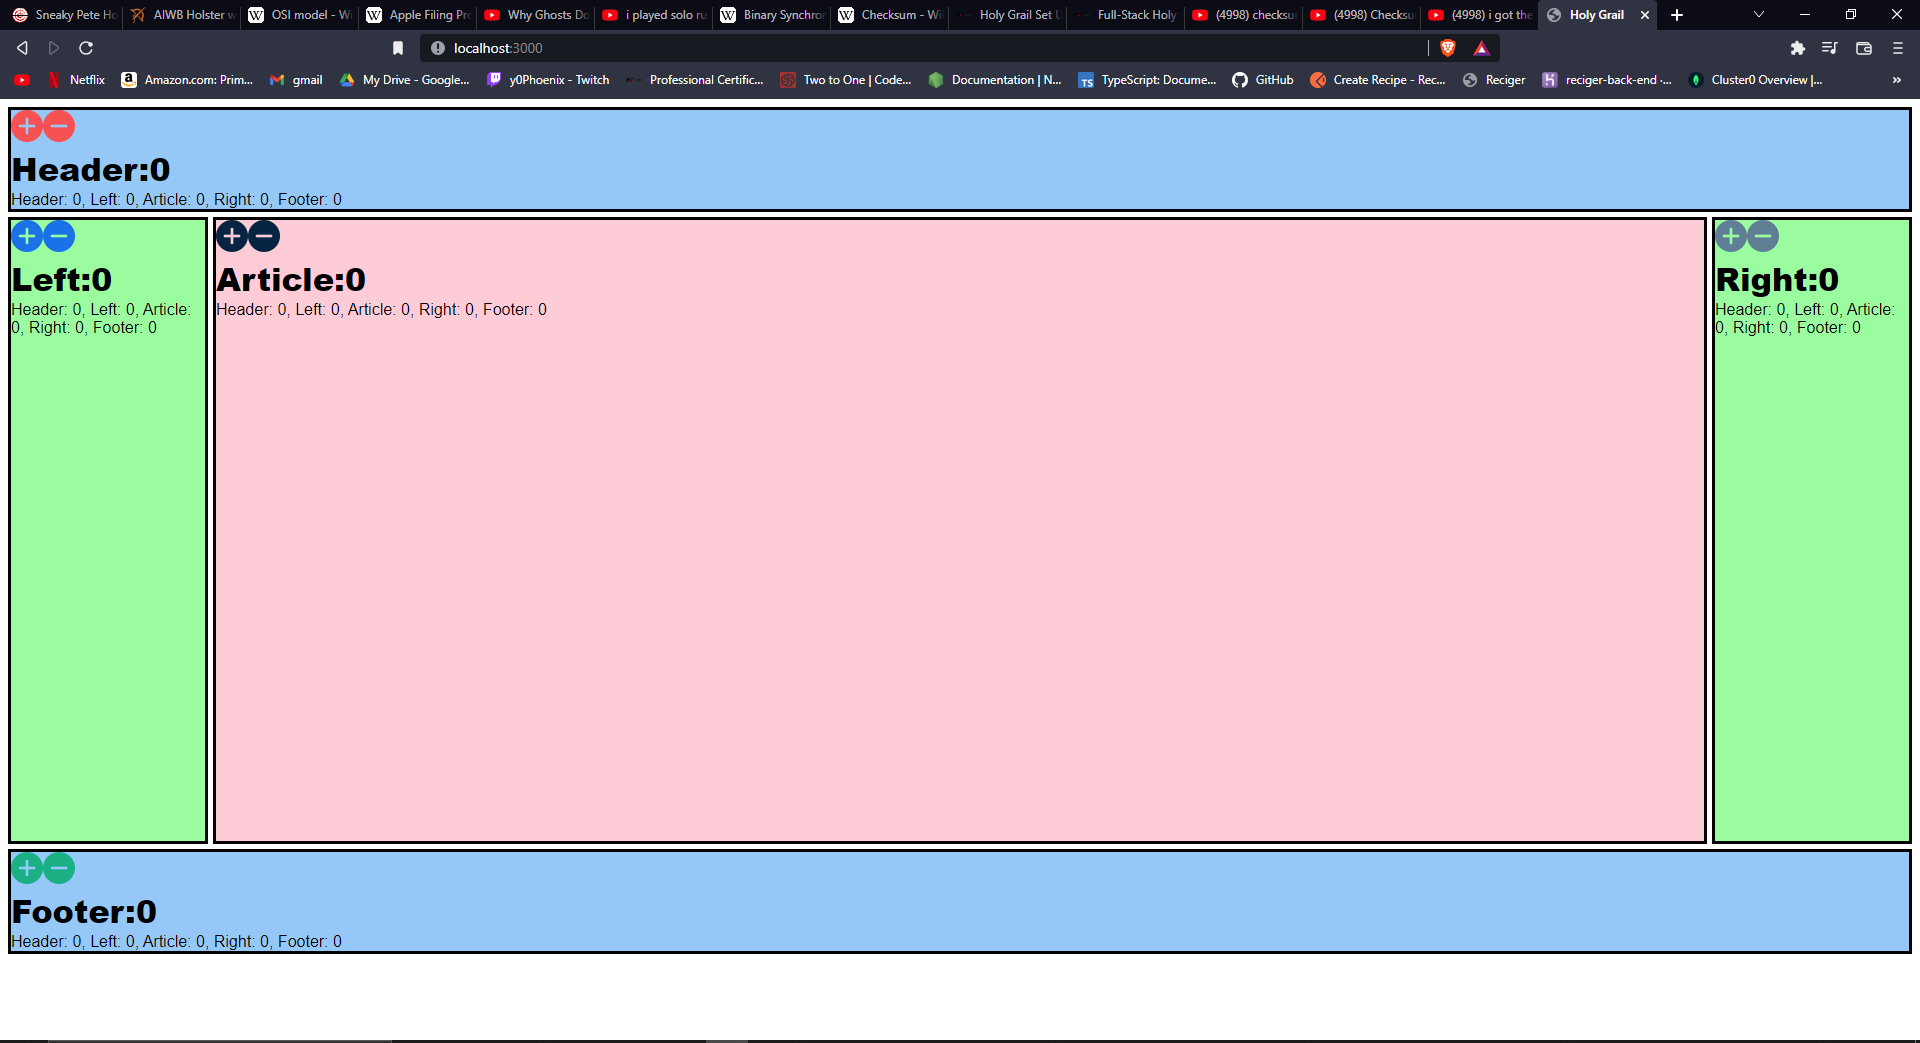 Sneaky Pete Ho
AIWB Holster w
OSI model - Wi
Apple Filing Pro
Why Ghosts Do
i played solo ru
Binary Synchron
Checksum - Wi
Holy Grail Set U
Full-Stack Holy
(4998) checksu
(4998) Checksu
(4998) i got the
Holy Grail
localhost:3000
Netflix
Amazon.com: Prim...
gmail
My Drive - Google...
y0Phoenix - Twitch
Professional Certific...
Two to One | Code...
Documentation | N...
TypeScript: Docume...
GitHub
Create Recipe - Rec...
Reciger
reciger-back-end ·...
Cluster0 Overview |...
»
Header:0
Header: 0, Left: 0, Article: 0, Right: 0, Footer: 0
Left:0
Header: 0, Left: 0, Article:
0, Right: 0, Footer: 0
Article:0
Header: 0, Left: 0, Article: 0, Right: 0, Footer: 0
Right:0
Header: 0, Left: 0, Article:
0, Right: 0, Footer: 0
Footer:0
Header: 0, Left: 0, Article: 0, Right: 0, Footer: 0